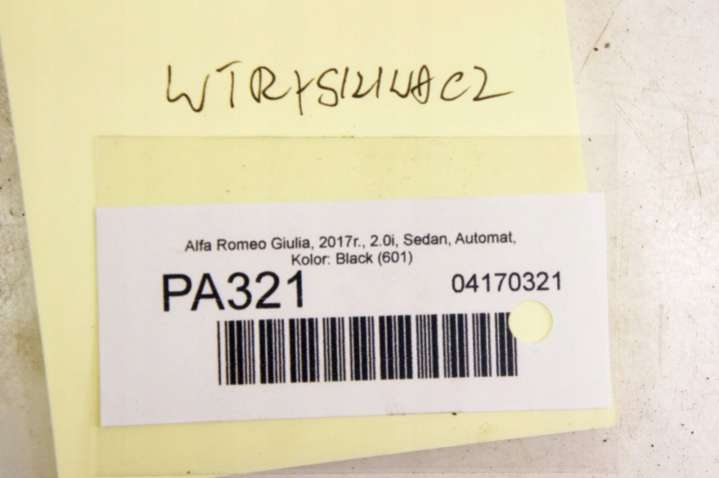 WTRYSKIWACZ
Alfa Romeo Giulia, 2017r., 2.0i, Sedan, Automat,
Kolor: Black (601)
PA321 04170321